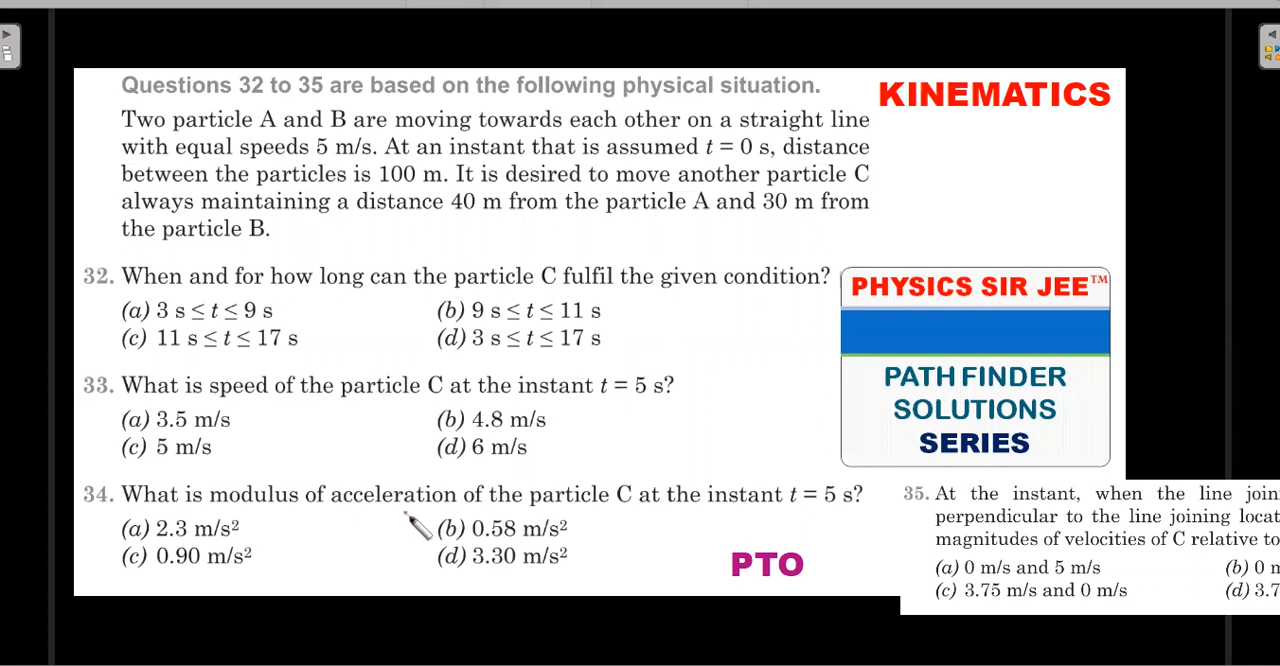 Questions 32 to 35 are based on the following physical situation.
KINEMATICS
Two particle A and B are moving towards each other on a straight line
with equal speeds 5 m/s. At an instant that is assumed t = 0 s, distance
between the particles is 100 m. It is desired to move another particle C
always maintaining a distance 40 m from the particle A and 30 m from
the particle B.
32. When and for how long can the particle C fulfil the given condition?
(a) 3 s ≤ t ≤ 9 s (b) 9 s ≤ t ≤ 11 s
(c) 11 s ≤ t ≤ 17 s (d) 3 s ≤ t ≤ 17 s
PHYSICS SIR JEE™
PATH FINDER
SOLUTIONS
SERIES
33. What is speed of the particle C at the instant t = 5 s?
(a) 3.5 m/s (b) 4.8 m/s
(c) 5 m/s (d) 6 m/s
34. What is modulus of acceleration of the particle C at the instant t = 5 s?
(a) 2.3 m/s² (b) 0.58 m/s²
(c) 0.90 m/s² (d) 3.30 m/s²
PTO
35. At the instant, when the line
perpendicular to the line joining
magnitudes of velocities of C relative to
(a) 0 m/s and 5 m/s (b) 0
(c) 3.75 m/s and 0 m/s (d)